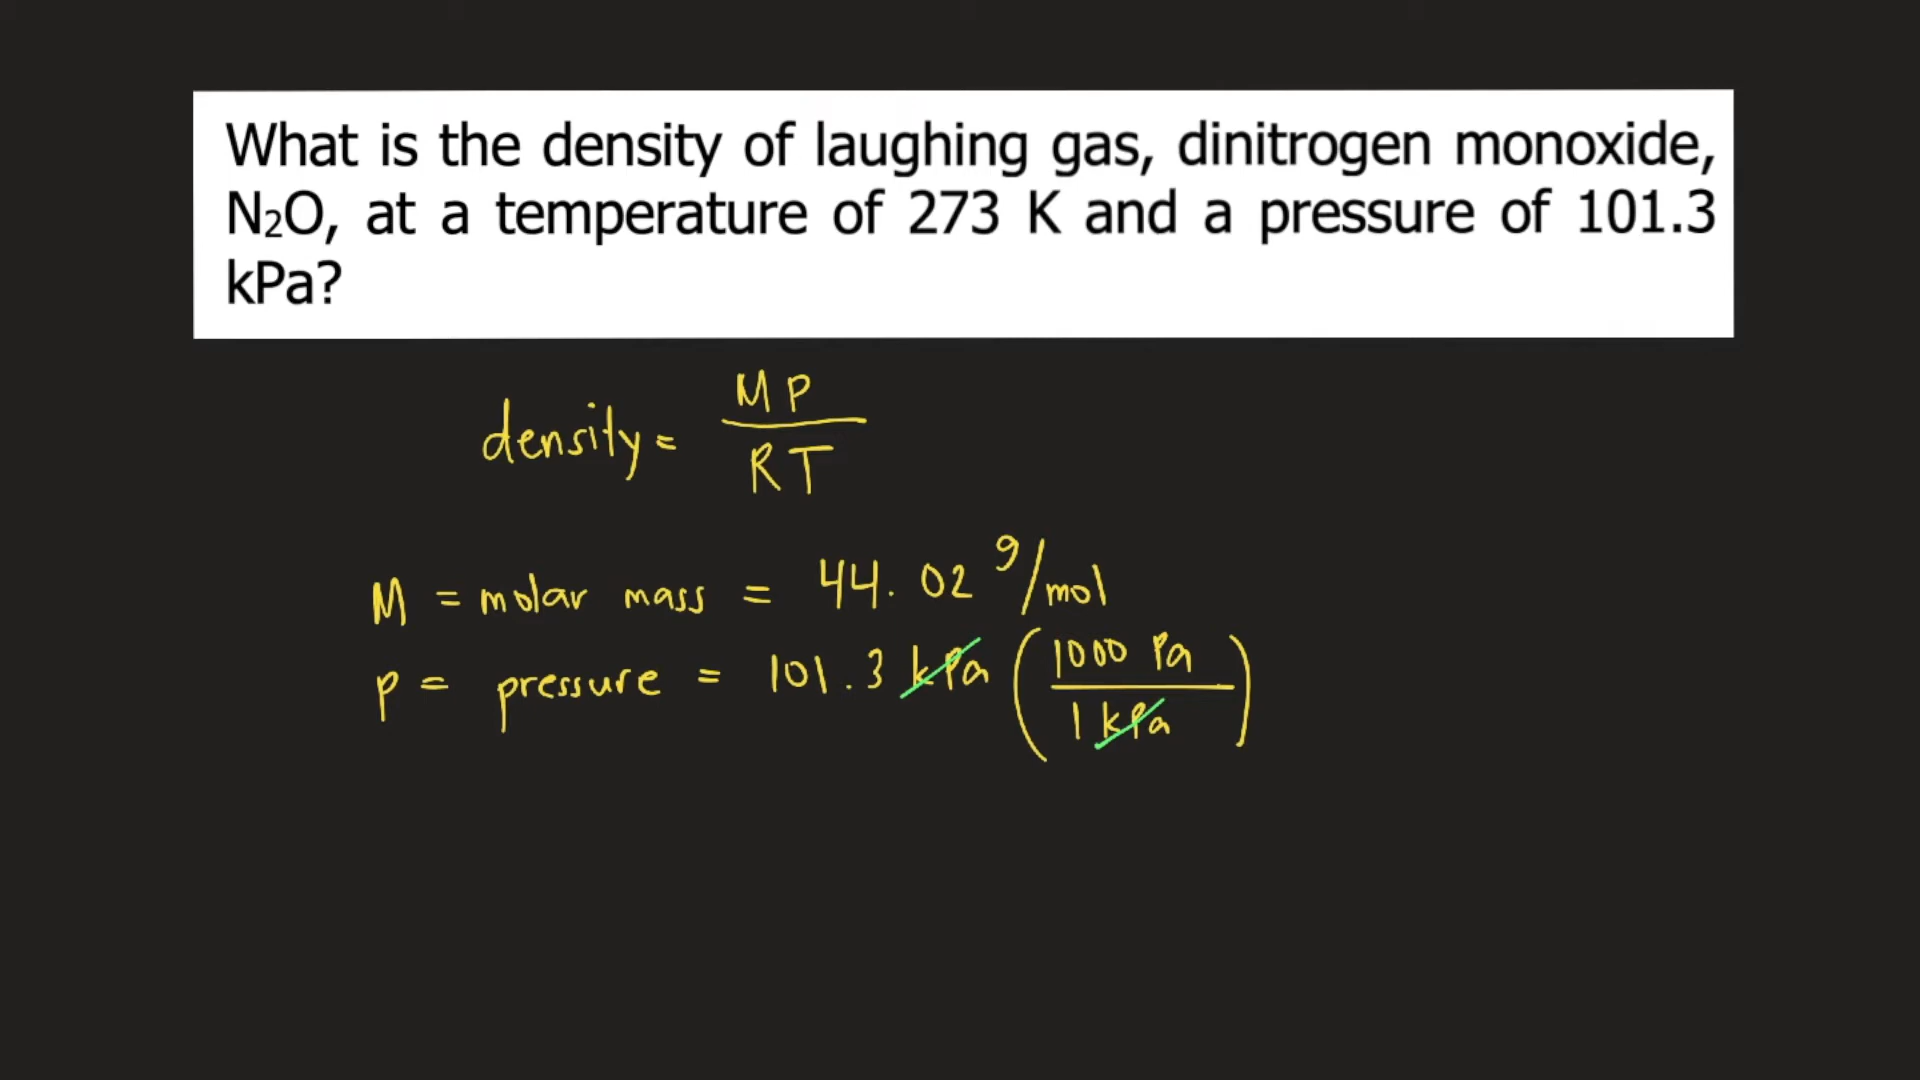 What is the density of laughing gas, dinitrogen monoxide,
N₂O, at a temperature of 273 K and a pressure of 101.3
kPa?
density = MP / RT
M = molar mass = 44.02 g/mol
P = pressure = 101.3 kPa (1000 Pa / 1 kPa)